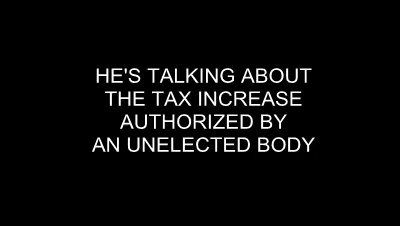 HE'S TALKING ABOUT
THE TAX INCREASE
AUTHORIZED BY
AN UNELECTED BODY